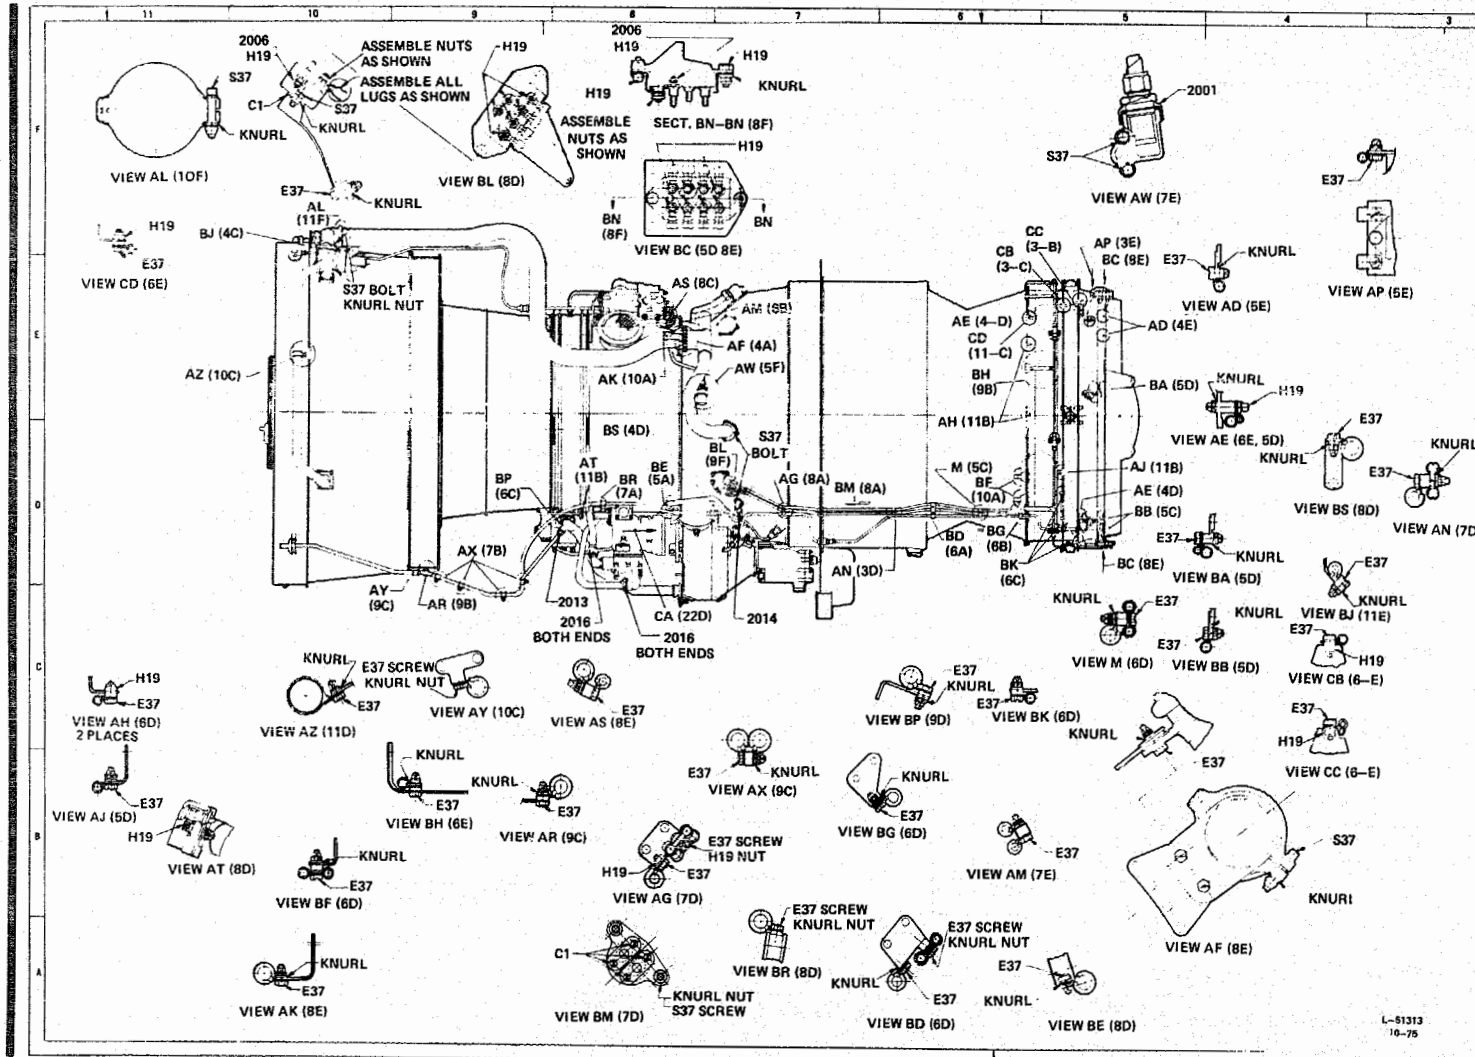 11 10 9 8 7 6 5 4 3
F
E
D
C
B
A
S37
KNURL
VIEW AL (10F)
2006
H19
C1
S37
KNURL
ASSEMBLE NUTS
AS SHOWN
ASSEMBLE ALL
LUGS AS SHOWN
E37
KNURL
H19
VIEW BL (8D)
2006
H19
H19
KNURL
H19
SECT. BN-BN (8F)
ASSEMBLE
NUTS AS
SHOWN
H19
BN
(8F)
BN
VIEW BC (5D 8E)
2001
S37
VIEW AW (7E)
E37
VIEW AP (5E)
H19
E37
VIEW CD (6E)
BJ (4C)
AL
(11F)
S37 BOLT
KNURL NUT
AZ (10C)
AS (8C)
AM (9B)
AF (4A)
AW (5F)
AK (10A)
BS (4D)
S37
BOLT
BL
(9F)
AT
(11B)
BR
(7A)
BE
(5A)
BP
(6C)
AG (8A)
BM (8A)
M (5C)
BF
(10A)
BD
(6A)
BG
(6B)
BK
(6C)
AN (3D)
AX (7B)
AY
(9C)
AR (9B)
2013
2016
BOTH ENDS
CA (22D)
2016
BOTH ENDS
2014
CC
(3-B)
CB
(3-C)
AP (3E)
BC (8E)
AE (4-D)
CD
(11-C)
BH
(9B)
AH (11B)
AD (4E)
BA (5D)
AJ (11B)
AE (4D)
BB (5C)
BC (8E)
E37
KNURL
VIEW AD (5E)
KNURL
H19
VIEW AE (6E, 5D)
E37
KNURL
VIEW BS (8D)
KNURL
E37
VIEW AN (7D
E37
KNURL
VIEW BA (5D)
E37
KNURL
VIEW BJ (11E)
KNURL
E37
VIEW M (6D)
KNURL
E37
VIEW BB (5D)
E37
H19
VIEW CB (6-E)
H19
E37
VIEW AH (6D)
2 PLACES
KNURL
E37 SCREW
KNURL NUT
E37
VIEW AZ (11D)
VIEW AY (10C)
E37
VIEW AS (8E)
E37
KNURL
VIEW BP (9D)
E37
VIEW BK (6D)
KNURL
E37
E37
H19
VIEW CC (6-E)
E37
VIEW AJ (5D)
H19
VIEW AT (8D)
KNURL
E37
VIEW BH (6E)
KNURL
E37
VIEW AR (9C)
E37
KNURL
VIEW AX (9C)
KNURL
E37
VIEW BG (6D)
E37
VIEW AM (7E)
S37
KNURL
VIEW AF (8E)
KNURL
E37
VIEW BF (6D)
E37 SCREW
H19 NUT
H19
E37
VIEW AG (7D)
KNURL
E37
VIEW AK (8E)
C1
KNURL NUT
S37 SCREW
VIEW BM (7D)
E37 SCREW
KNURL NUT
VIEW BR (8D)
E37 SCREW
KNURL NUT
KNURL
E37
VIEW BD (6D)
E37
KNURL
VIEW BE (8D)
L-51313
10-75